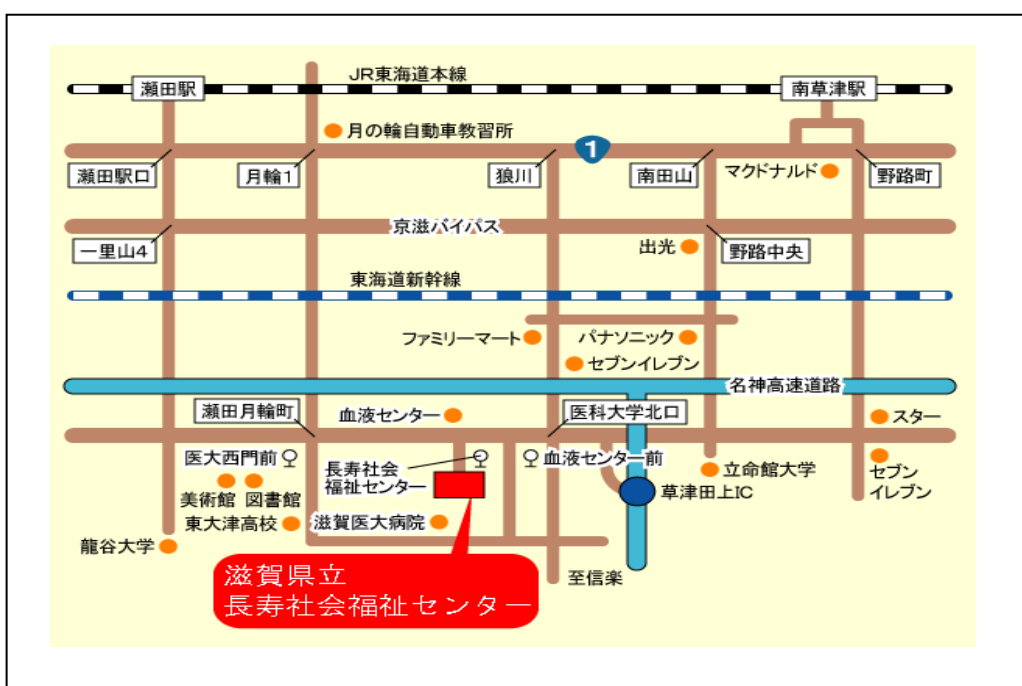 JR東海道本線
瀬田駅
南草津駅
月の輪自動車教習所
1
瀬田駅口
月輪1
狼川
南田山
マクドナルド
野路町
京滋バイパス
一里山4
出光
野路中央
東海道新幹線
ファミリーマート
パナソニック
セブンイレブン
名神高速道路
瀬田月輪町
血液センター
医科大学北口
スター
医大西門前
長寿社会
福祉センター
血液センター前
立命館大学
セブン
イレブン
美術館
図書館
草津田上IC
東大津高校
滋賀医大病院
龍谷大学
至信楽
滋賀県立
長寿社会福祉センター